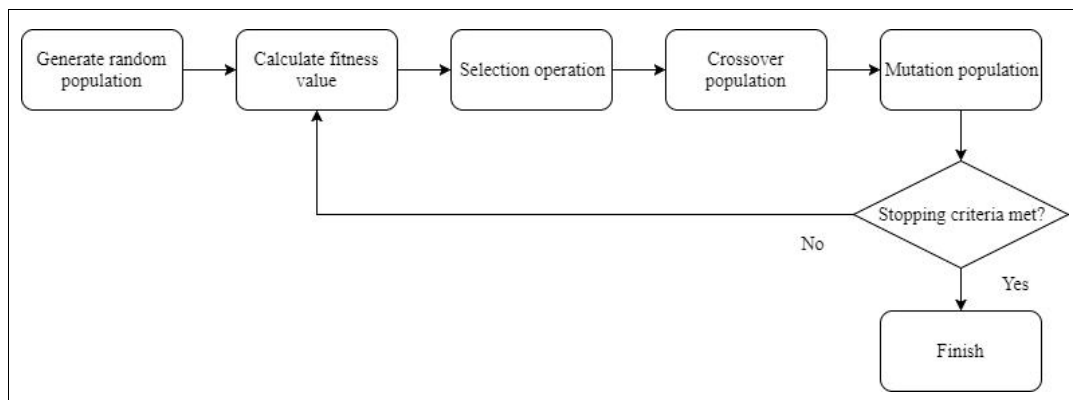 Generate random
population
Calculate fitness
value
Selection operation
Crossover
population
Mutation population
Stopping criteria met?
No
Yes
Finish